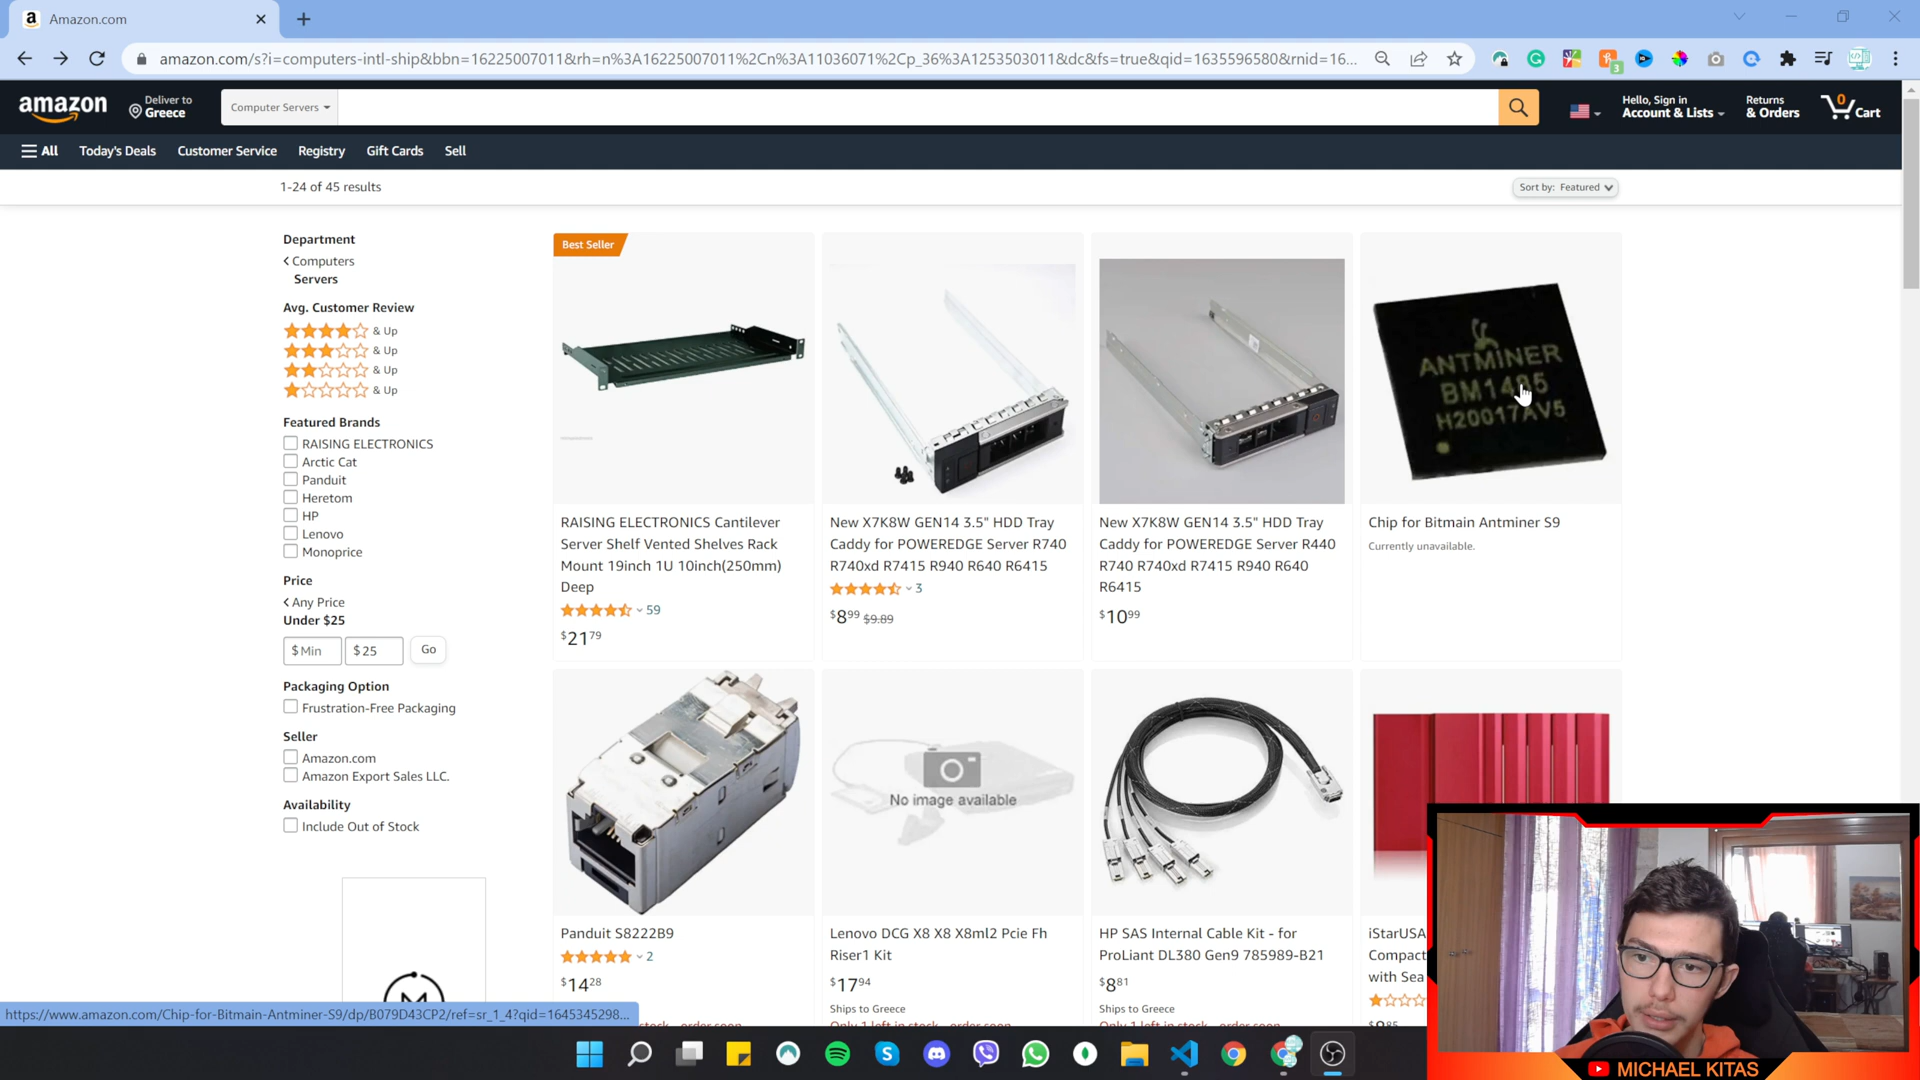 Amazon.com
amazon.com/s?i=computers-intl-ship&bbn=16225007011&rh=n%3A16225007011%2Cn%3A11036071%2Cp_36%3A1253503011&dc&fs=true&qid=1635596580&rnid=16...
3
amazon
Deliver to
Greece
Computer Servers
Hello, Sign in
Account & Lists
Returns
& Orders
0
Cart
All
Today's Deals
Customer Service
Registry
Gift Cards
Sell
1-24 of 45 results
Sort by: Featured
Department
Computers
Servers
Avg. Customer Review
& Up
& Up
& Up
& Up
Featured Brands
RAISING ELECTRONICS
Arctic Cat
Panduit
Heretom
HP
Lenovo
Monoprice
Price
Any Price
Under $25
$ Min
$ 25
Go
Packaging Option
Frustration-Free Packaging
Seller
Amazon.com
Amazon Export Sales LLC.
Availability
Include Out of Stock
Best Seller
RAISING ELECTRONICS Cantilever
Server Shelf Vented Shelves Rack
Mount 19inch 1U 10inch(250mm)
Deep
59
$21 79
New X7K8W GEN14 3.5" HDD Tray
Caddy for POWEREDGE Server R740
R740xd R7415 R940 R640 R6415
3
$8 99 $9.89
New X7K8W GEN14 3.5" HDD Tray
Caddy for POWEREDGE Server R440
R740 R740xd R7415 R940 R640
R6415
$10 99
ANTMINER
H20017AV5
Chip for Bitmain Antminer S9
Currently unavailable.
Panduit S8222B9
2
$14 28
No image available
Lenovo DCG X8 X8 X8ml2 Pcie Fh
Riser1 Kit
$17 94
Ships to Greece
Only 1 left in stock - order soon
HP SAS Internal Cable Kit - for
ProLiant DL380 Gen9 785989-B21
$8 81
Ships to Greece
Only 1 left in stock - order soon
iStarUSA
Compact
with Sea
stock - order soon
https://www.amazon.com/Chip-for-Bitmain-Antminer-S9/dp/B079D43CP2/ref=sr_1_4?qid=1645345298...
MICHAEL KITAS